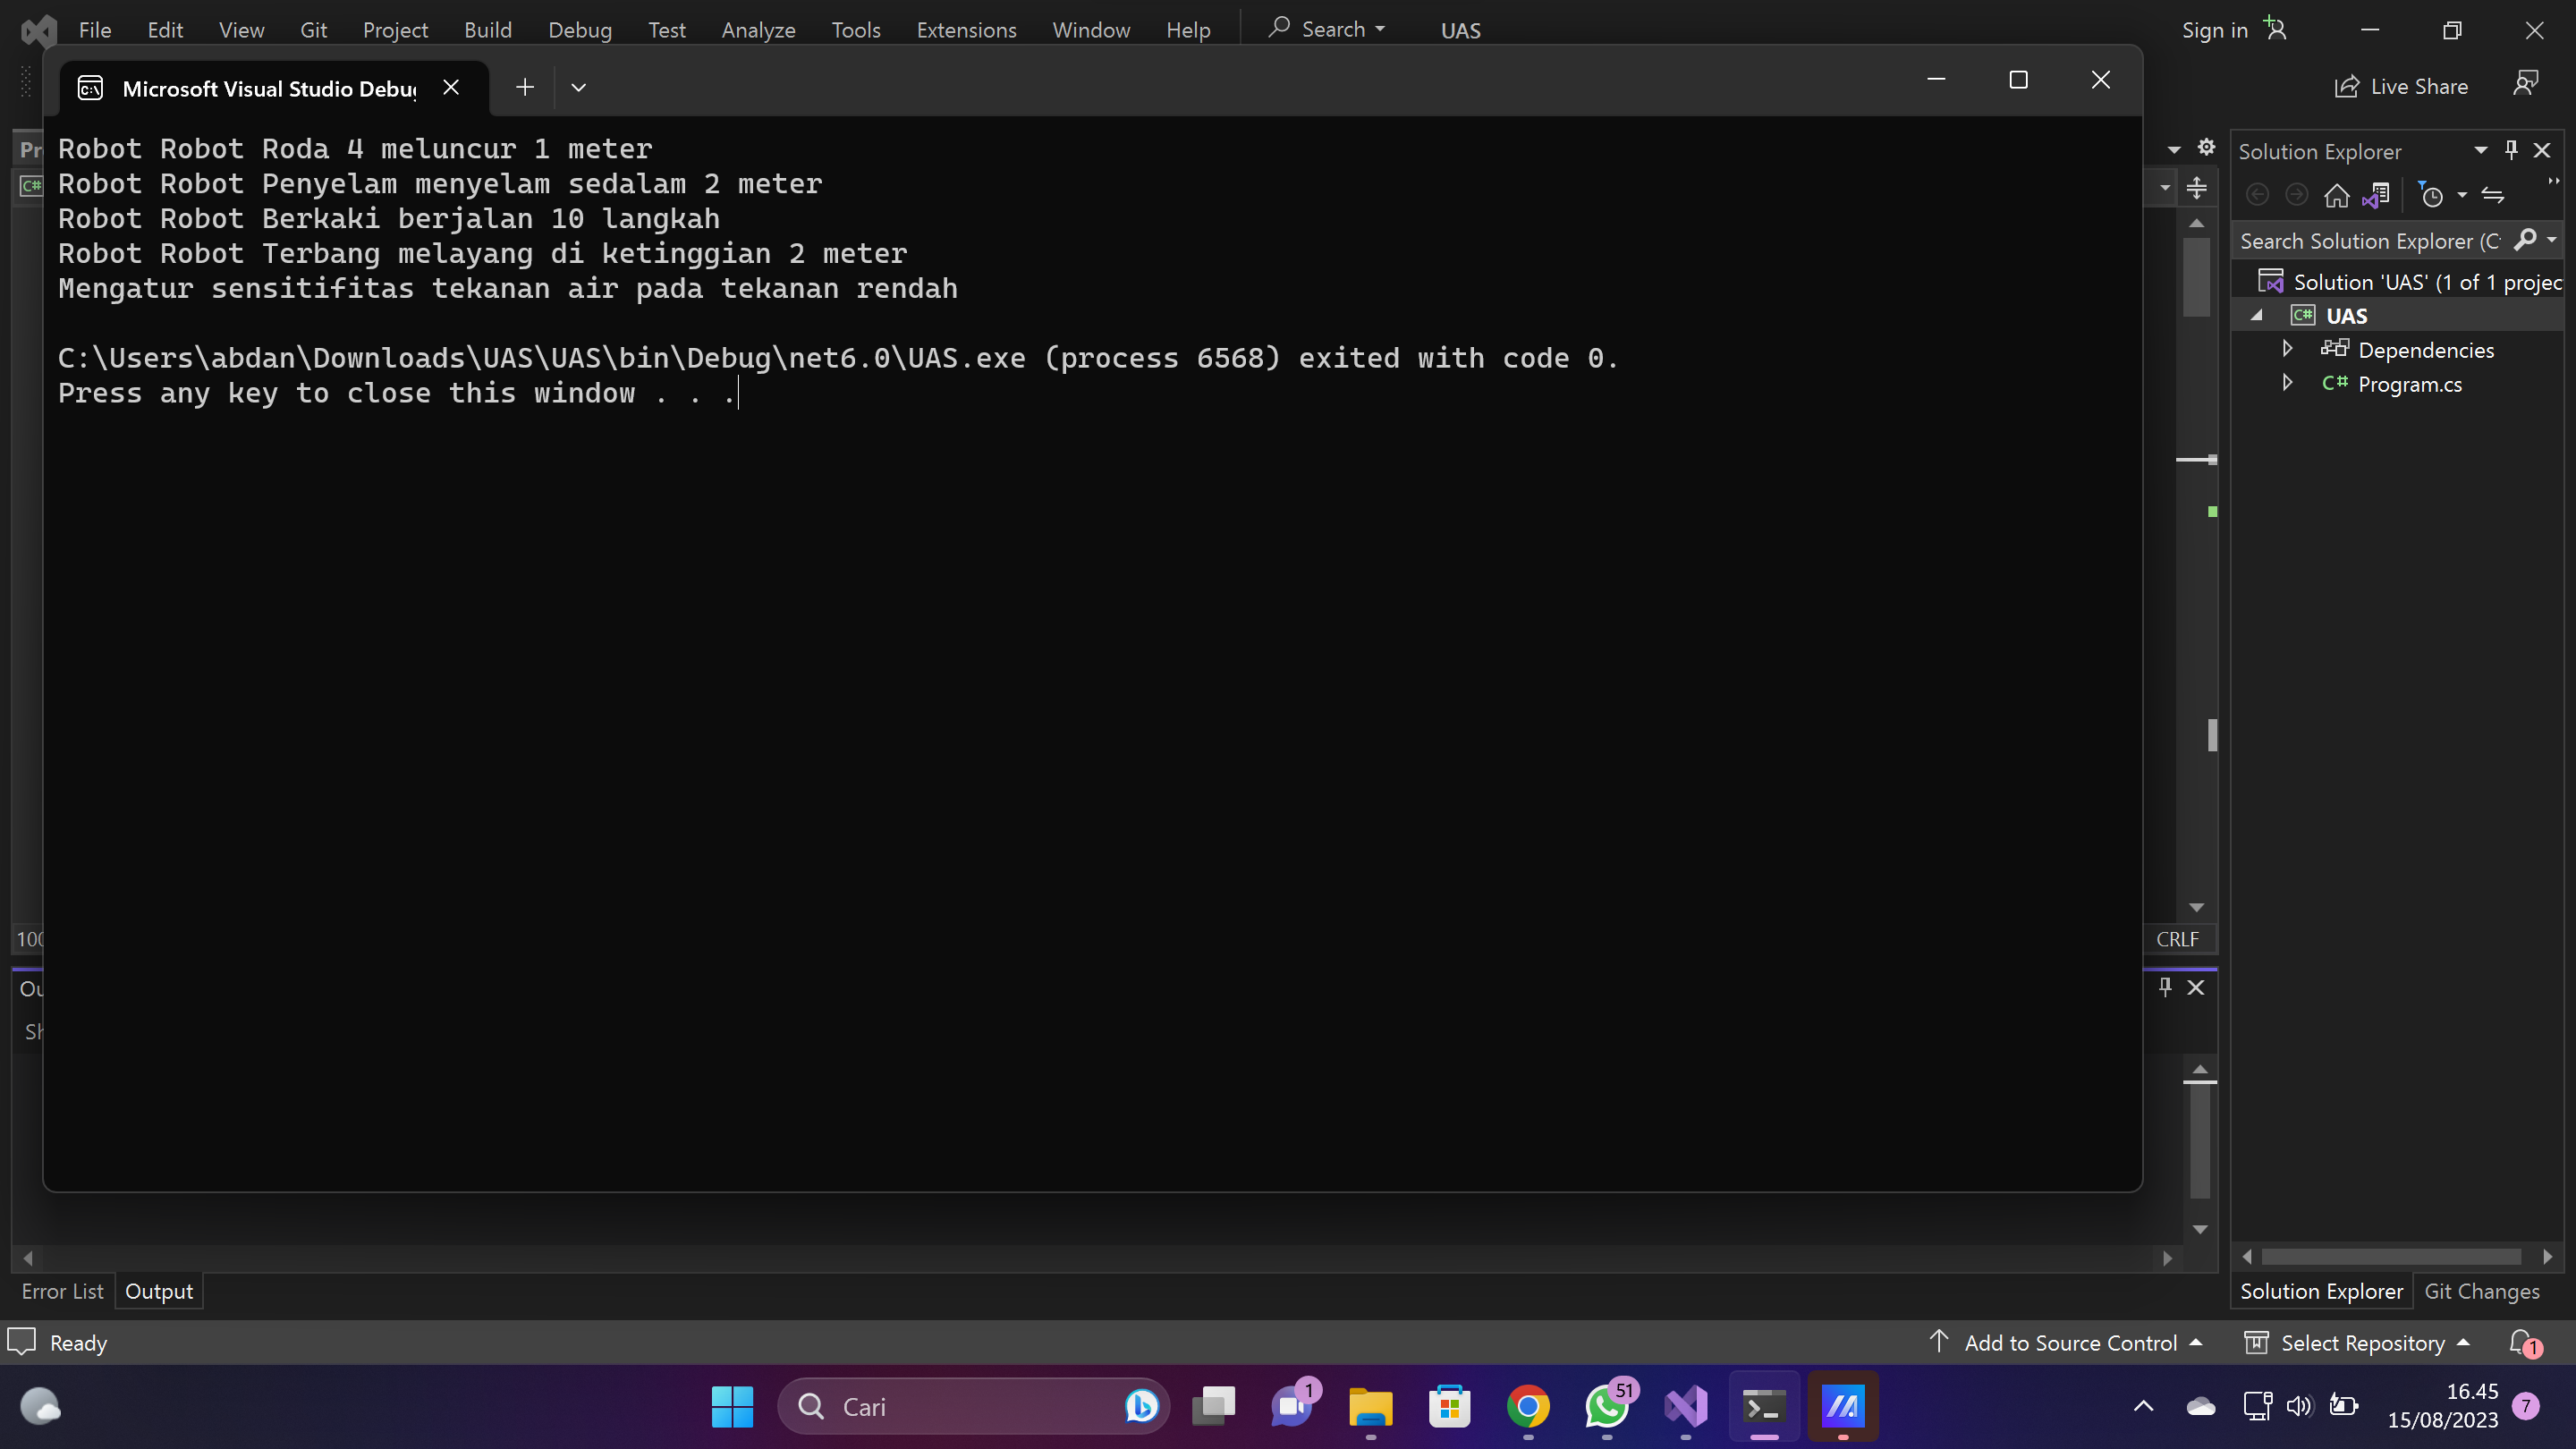 File Edit View Git Project Build Debug Test Analyze Tools Extensions Window Help Search UAS Sign in
Microsoft Visual Studio Debug
Live Share
Robot Robot Roda 4 meluncur 1 meter
Robot Robot Penyelam menyelam sedalam 2 meter
Robot Robot Berkaki berjalan 10 langkah
Robot Robot Terbang melayang di ketinggian 2 meter
Mengatur sensitifitas tekanan air pada tekanan rendah
C:\Users\abdan\Downloads\UAS\UAS\bin\Debug\net6.0\UAS.exe (process 6568) exited with code 0.
Press any key to close this window . . .
Solution Explorer
Search Solution Explorer (C
Solution 'UAS' (1 of 1 projec
C# UAS
Dependencies
C# Program.cs
C#
100
CRLF
Error List Output
Solution Explorer Git Changes
Ready
Add to Source Control Select Repository 1
Cari
1
51
16.45
15/08/2023
7